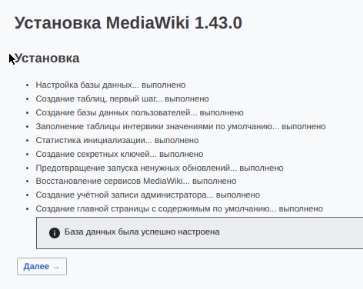 Установка MediaWiki 1.43.0
Установка
• Настройка базы данных... выполнено
• Создание таблиц, первый шаг... выполнено
• Создание базы данных пользователей... выполнено
• Заполнение таблицы интервики значениями по умолчанию... выполнено
• Статистика инициализации... выполнено
• Создание секретных ключей... выполнено
• Предотвращение запуска ненужных обновлений... выполнено
• Восстановление сервисов MediaWiki... выполнено
• Создание учётной записи администратора... выполнено
• Создание главной страницы с содержимым по умолчанию... выполнено
База данных была успешно настроена
Далее →